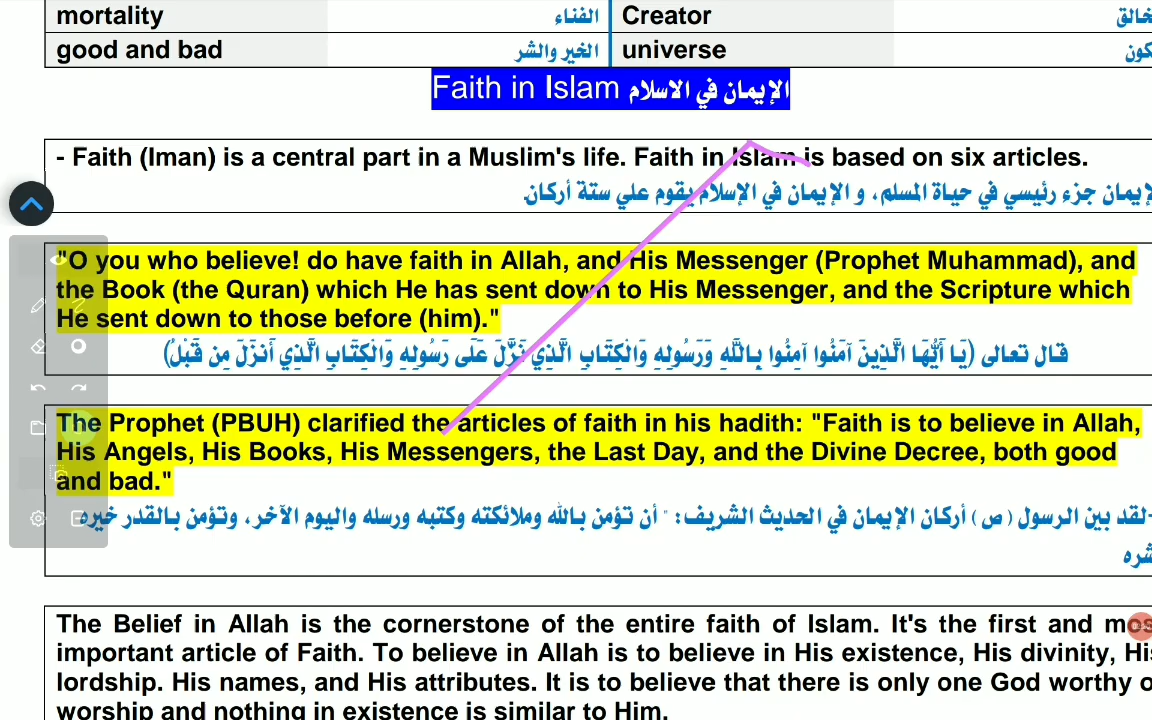 mortality الفناء Creator خالق
good and bad الخير والشر universe كون
Faith in Islam الإيمان في الاسلام
- Faith (Iman) is a central part in a Muslim's life. Faith in Islam is based on six articles.
لإيمان جزء رئيسي في حياة المسلم، و الإيمان في الإسلام يقوم علي ستة أركان.
"O you who believe! do have faith in Allah, and His Messenger (Prophet Muhammad), and
the Book (the Quran) which He has sent down to His Messenger, and the Scripture which
He sent down to those before (him)."
قال تعالى (يَا أَيُّهَا الَّذِينَ آمَنُوا آمِنُوا بِاللَّهِ وَرَسُولِهِ وَالْكِتَابِ الَّذِي نَزَّلَ عَلَى رَسُولِهِ وَالْكِتَابِ الَّذِي أَنزَلَ مِن قَبْلُ)
The Prophet (PBUH) clarified the articles of faith in his hadith: "Faith is to believe in Allah,
His Angels, His Books, His Messengers, the Last Day, and the Divine Decree, both good
and bad."
-لقد بين الرسول (ص) أركان الإيمان في الحديث الشريف: " أن تؤمن بالله وملائكته وكتبه ورسله واليوم الآخر، وتؤمن بالقدر خيره
شره
The Belief in Allah is the cornerstone of the entire faith of Islam. It's the first and mos
important article of Faith. To believe in Allah is to believe in His existence, His divinity, His
lordship. His names, and His attributes. It is to believe that there is only one God worthy o
worship and nothing in existence is similar to Him.